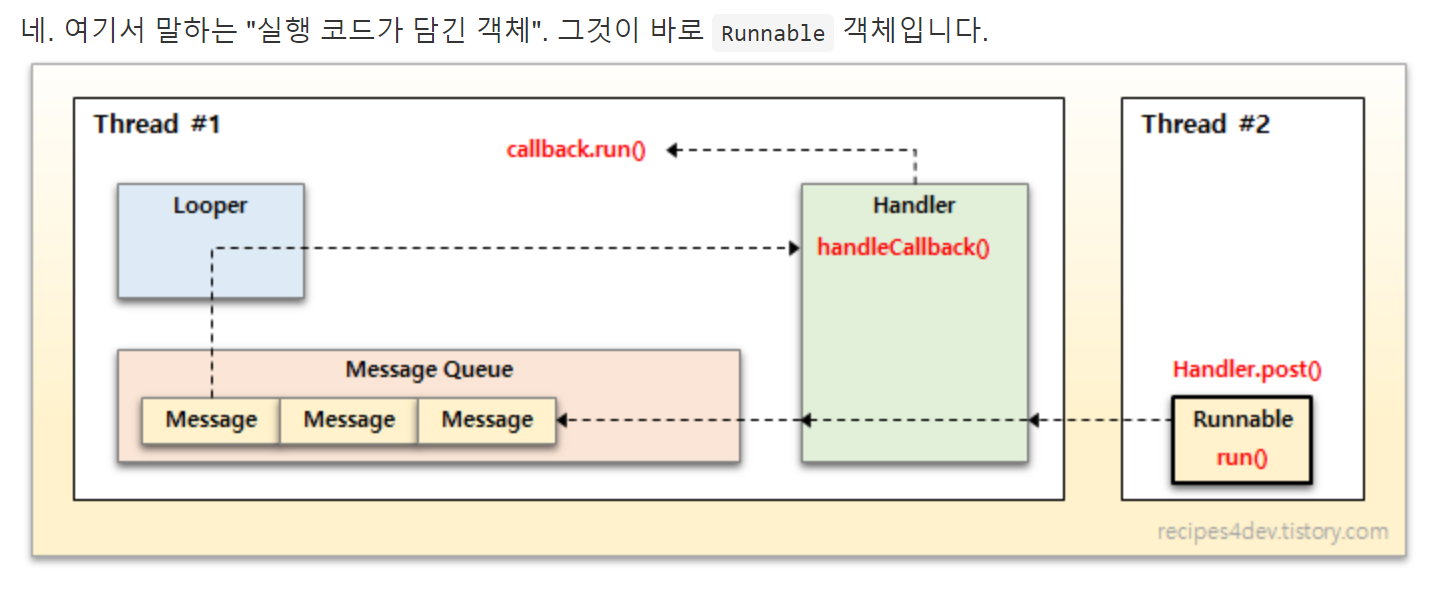 네. 여기서 말하는 "실행 코드가 담긴 객체". 그것이 바로 Runnable 객체입니다.
Thread #1
Thread #2
callback.run()
Looper
Handler
handleCallback()
Message Queue
Handler.post()
Message Message Message
Runnable
run()
recipes4dev.tistory.com